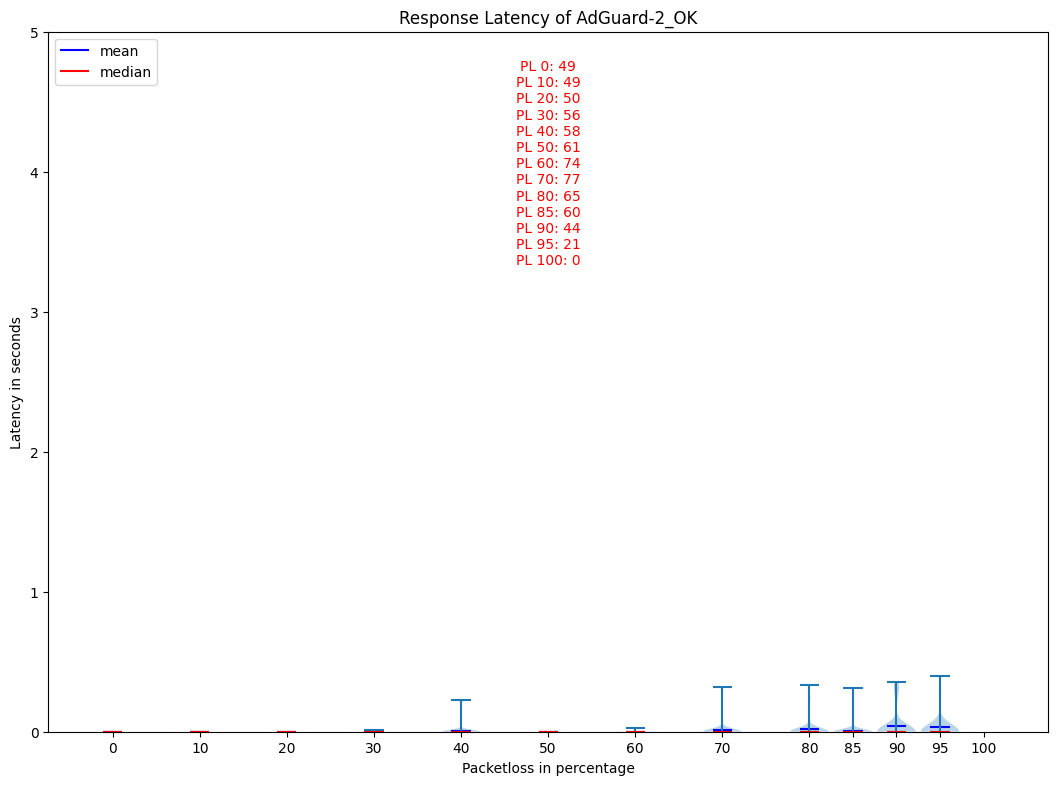 Response Latency of AdGuard-2_OK
mean
median
PL 0: 49
PL 10: 49
PL 20: 50
PL 30: 56
PL 40: 58
PL 50: 61
PL 60: 74
PL 70: 77
PL 80: 65
PL 85: 60
PL 90: 44
PL 95: 21
PL 100: 0
5
4
3
2
1
0
Latency in seconds
0 10 20 30 40 50 60 70 80 85 90 95 100
Packetloss in percentage